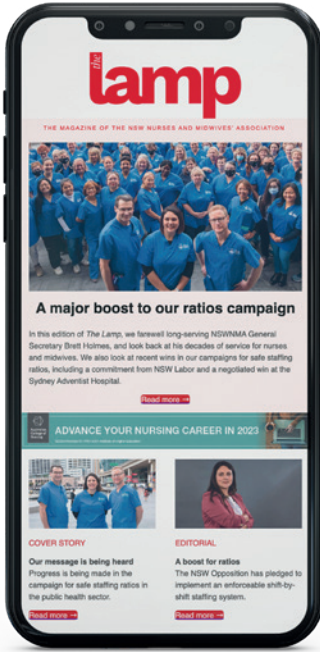 the
lamp
THE MAGAZINE OF THE NSW NURSES AND MIDWIVES' ASSOCIATION
A major boost to our ratios campaign
In this edition of The Lamp, we farewell long-serving NSWNMA General
Secretary Brett Holmes, and look back at his decades of service for nurses
and midwives. We also look at recent wins in our campaigns for safe staffing
ratios, including a commitment from NSW Labor and a negotiated win at the
Sydney Adventist Hospital.
Read more →
ADVANCE YOUR NURSING CAREER IN 2023
COVER STORY
Our message is being heard
Progress is being made in the
campaign for safe staffing ratios in
the public health sector.
Read more →
EDITORIAL
A boost for ratios
The NSW Opposition has pledged to
implement an enforceable shift-by-
shift staffing system.
Read more →